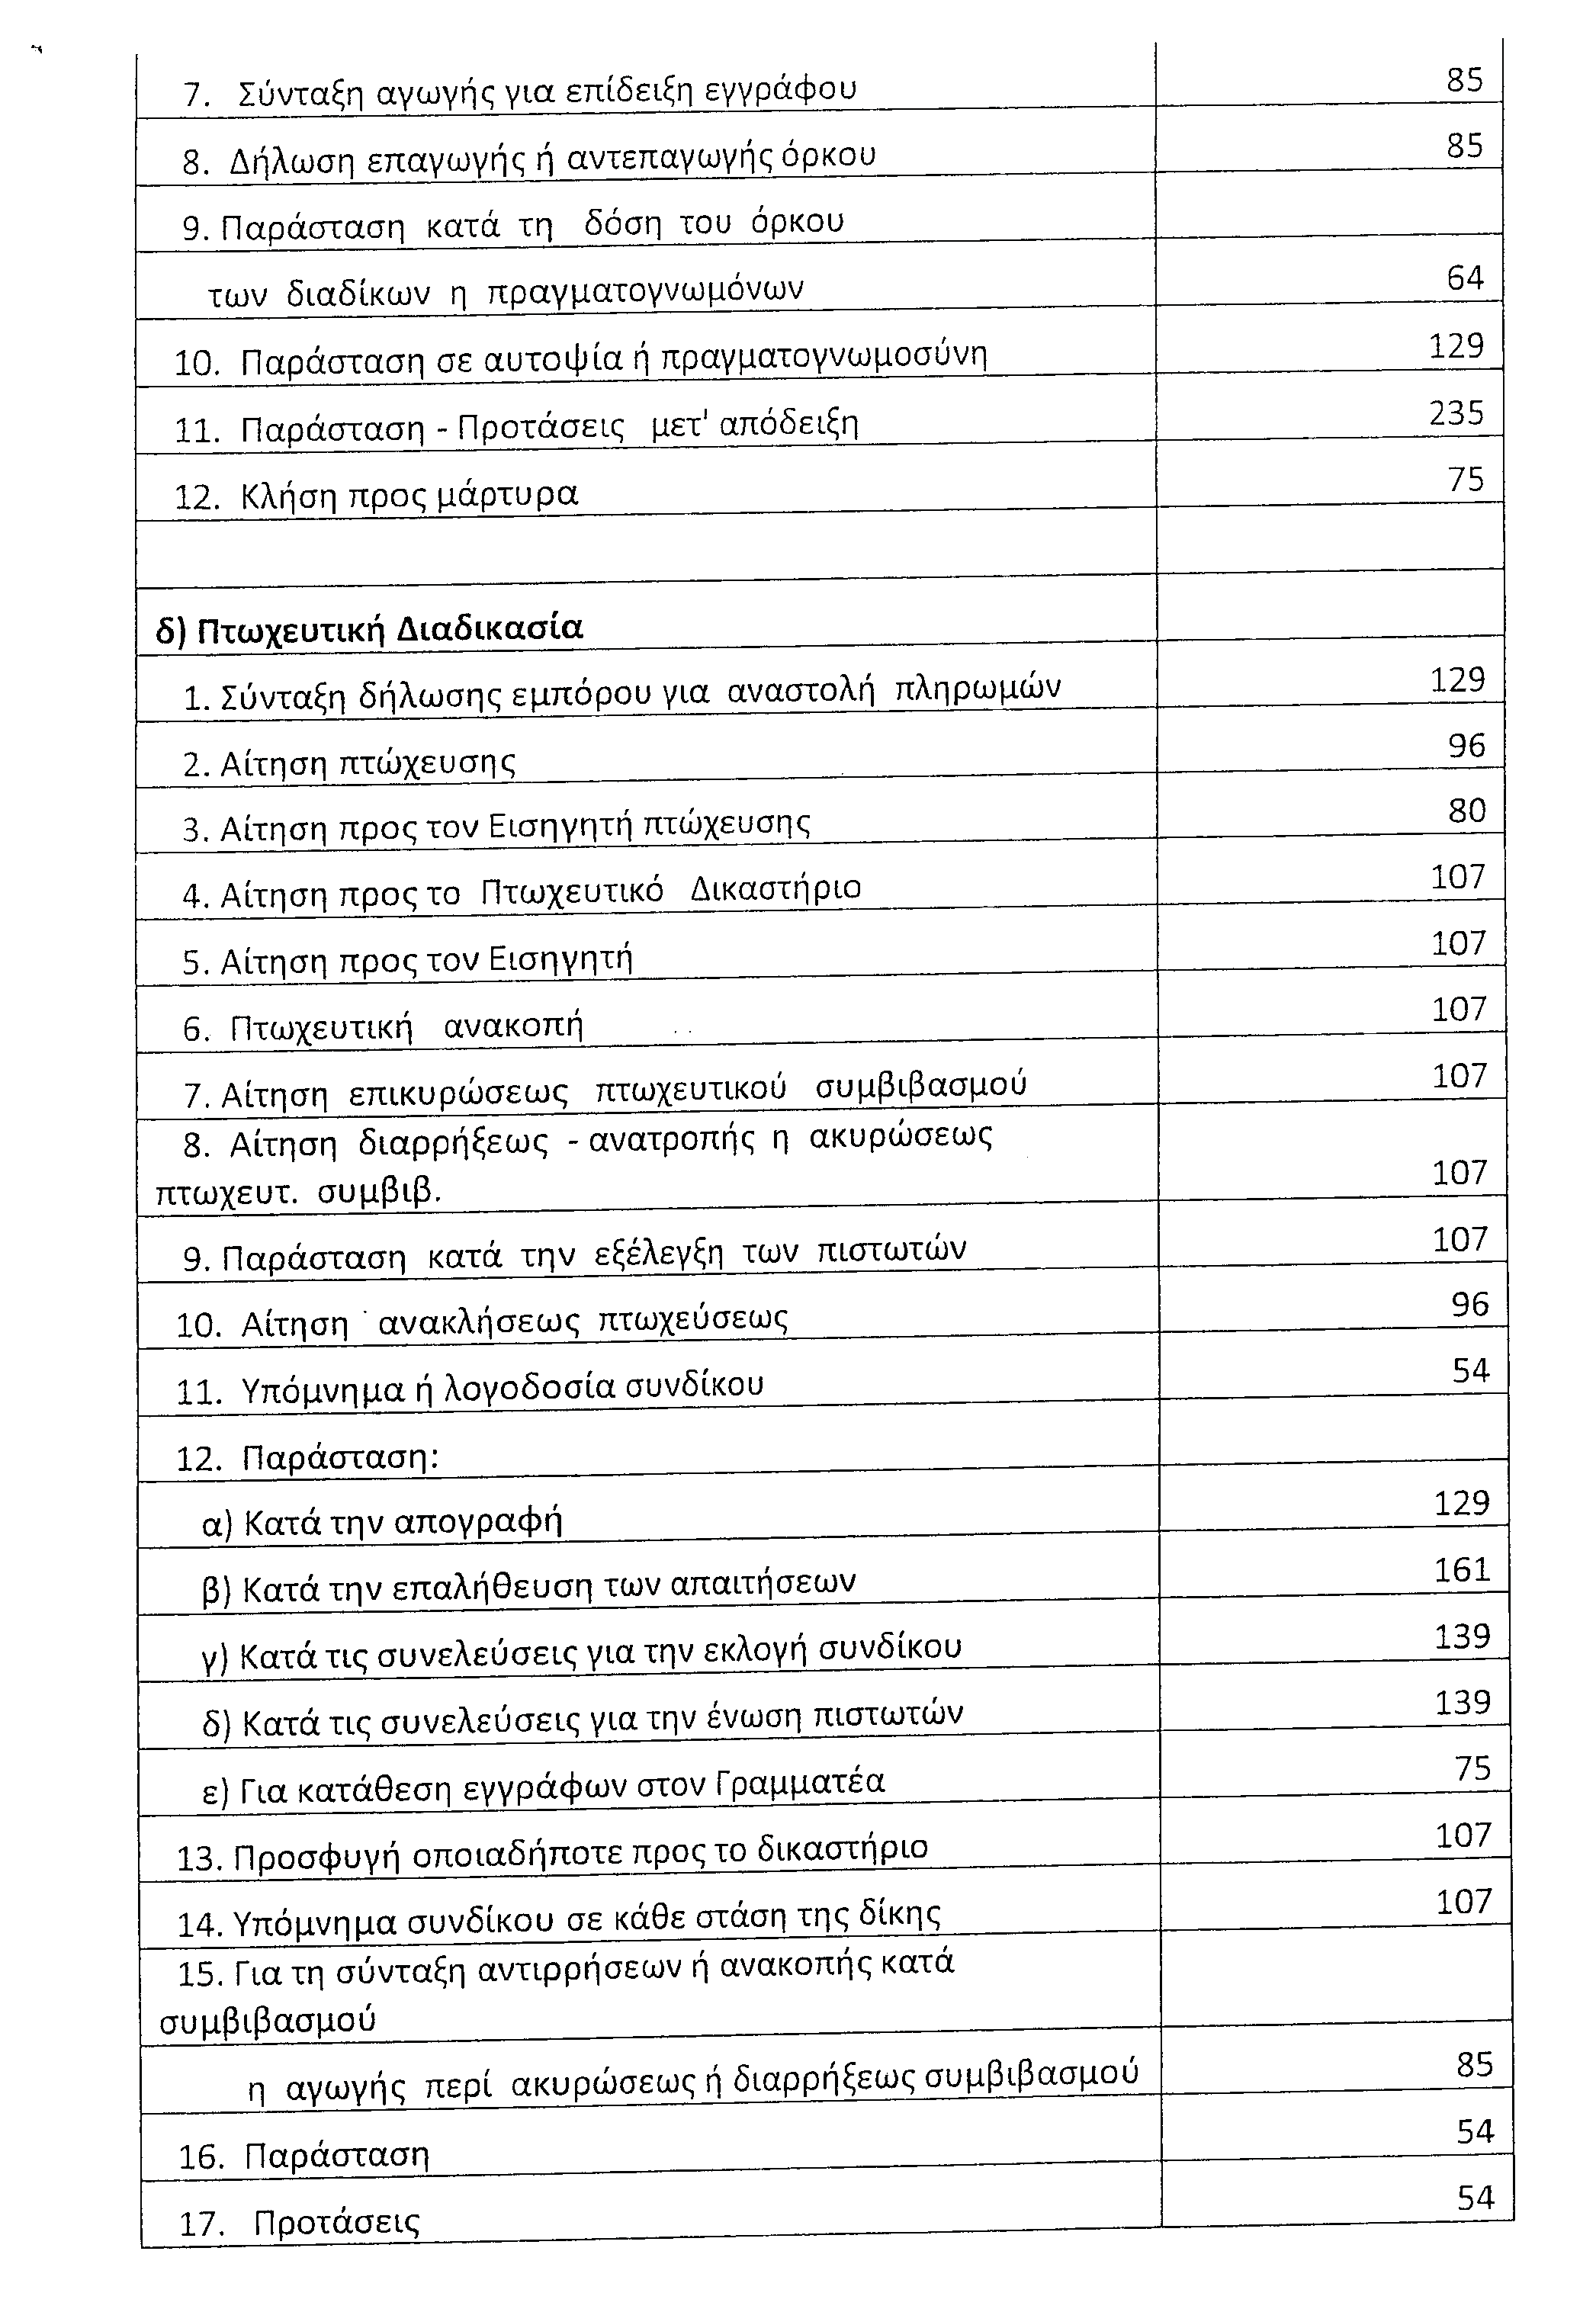 7. Σύνταξη αγωγής για επίδειξη εγγράφου 85
8. Δήλωση επαγωγής ή αντεπαγωγής όρκου 85
9. Παράσταση κατά τη δόση του όρκου
των διαδίκων η πραγματογνωμόνων 64
10. Παράσταση σε αυτοψία ή πραγματογνωμοσύνη 129
11. Παράσταση - Προτάσεις μετ' απόδειξη 235
12. Κλήση προς μάρτυρα 75
δ) Πτωχευτική Διαδικασία
1. Σύνταξη δήλωσης εμπόρου για αναστολή πληρωμών 129
2. Αίτηση πτώχευσης 96
3. Αίτηση προς τον Εισηγητή πτώχευσης 80
4. Αίτηση προς το Πτωχευτικό Δικαστήριο 107
5. Αίτηση προς τον Εισηγητή 107
6. Πτωχευτική ανακοπή 107
7. Αίτηση επικυρώσεως πτωχευτικού συμβιβασμού 107
8. Αίτηση διαρρήξεως - ανατροπής η ακυρώσεως
πτωχευτ. συμβιβ. 107
9. Παράσταση κατά την εξέλεγξη των πιστωτών 107
10. Αίτηση ανακλήσεως πτωχεύσεως 96
11. Υπόμνημα ή λογοδοσία συνδίκου 54
12. Παράσταση:
α) Κατά την απογραφή 129
β) Κατά την επαλήθευση των απαιτήσεων 161
γ) Κατά τις συνελεύσεις για την εκλογή συνδίκου 139
δ) Κατά τις συνελεύσεις για την ένωση πιστωτών 139
ε) Για κατάθεση εγγράφων στον Γραμματέα 75
13. Προσφυγή οποιαδήποτε προς το δικαστήριο 107
14. Υπόμνημα συνδίκου σε κάθε στάση της δίκης 107
15. Για τη σύνταξη αντιρρήσεων ή ανακοπής κατά
συμβιβασμού
η αγωγής περί ακυρώσεως ή διαρρήξεως συμβιβασμού 85
16. Παράσταση 54
17. Προτάσεις 54